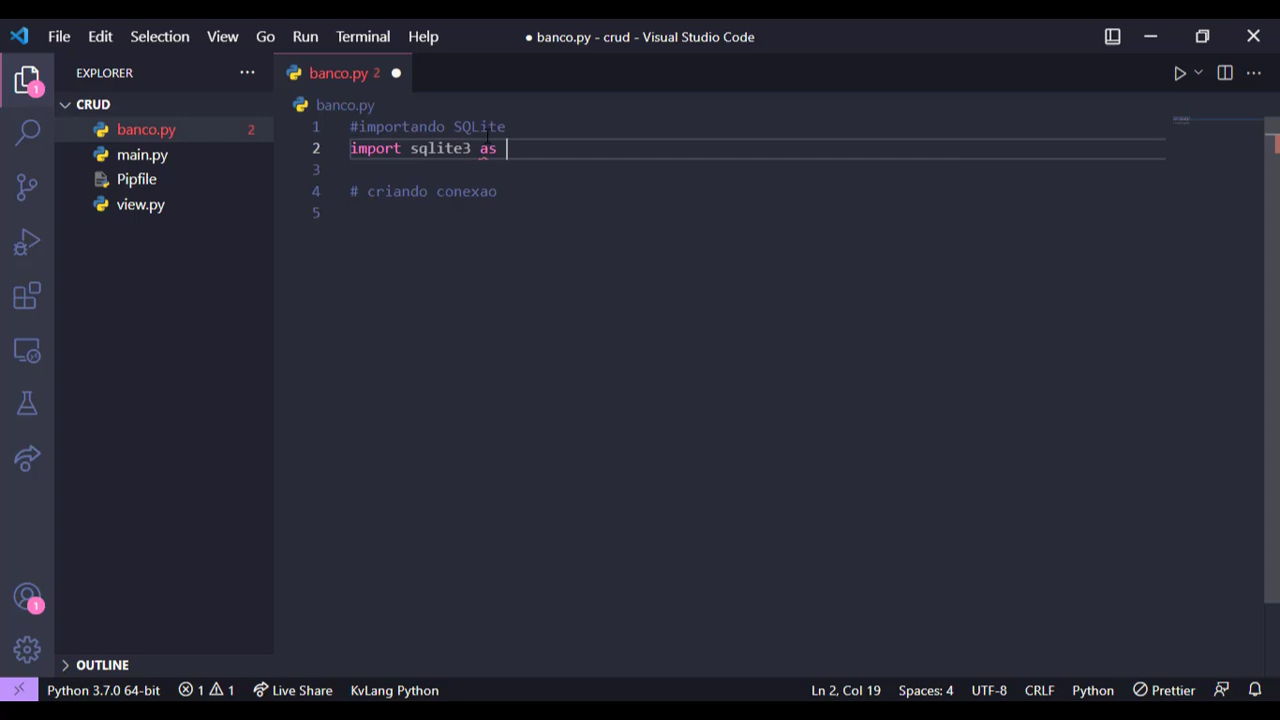 File Edit Selection View Go Run Terminal Help
● banco.py - crud - Visual Studio Code
EXPLORER ···
banco.py 2 ●
CRUD
banco.py 2
main.py
Pipfile
view.py
banco.py
1 #importando SQLite
2 import sqlite3 as
3
4 # criando conexao
5
1
1
OUTLINE
Python 3.7.0 64-bit 1 1 Live Share KvLang Python Ln 2, Col 19 Spaces: 4 UTF-8 CRLF Python Prettier